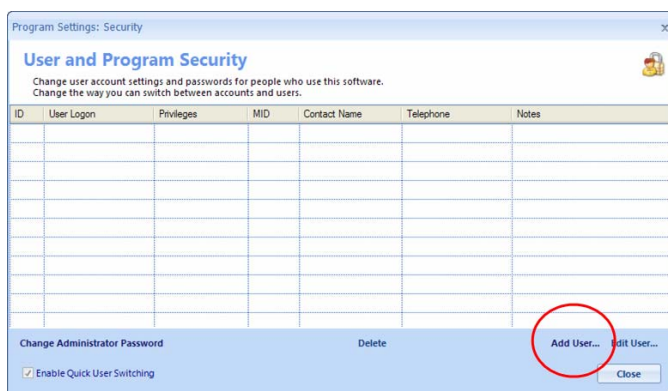 Program Settings: Security
x
User and Program Security
Change user account settings and passwords for people who use this software.
Change the way you can switch between accounts and users.
ID User Logon Privileges MID Contact Name Telephone Notes
Change Administrator Password Delete Add User... Edit User...
Enable Quick User Switching Close